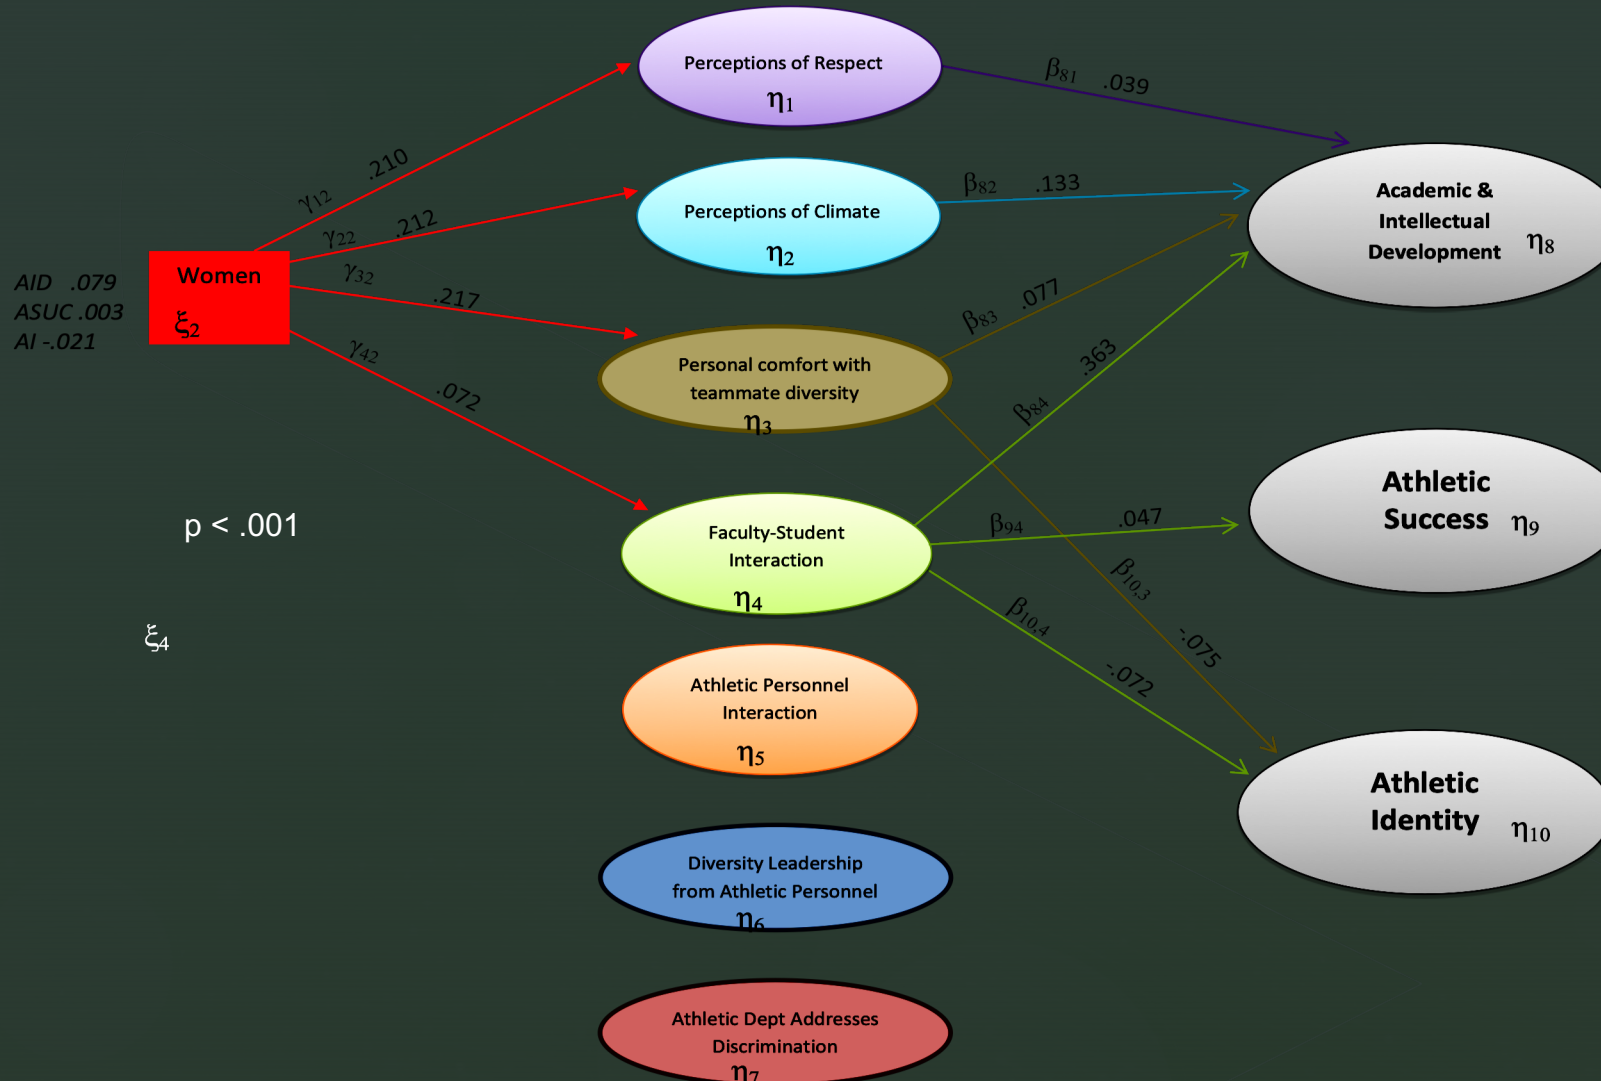 Perceptions of Respect
η1
β81 .039
γ12 .210
Perceptions of Climate
η2
β82 .133
Academic &
Intellectual
Development η8
γ22 .212
Women
ξ2
AID .079
ASUC .003
AI -.021
γ32 .217
β83 .077
Personal comfort with
teammate diversity
η3
γ42 .072
β84 .363
Athletic
Success η9
p < .001
Faculty-Student
Interaction
η4
β94 .047
β10,3 -.075
β10,4 -.072
ξ4
Athletic Personnel
Interaction
η5
Athletic
Identity η10
Diversity Leadership
from Athletic Personnel
η6
Athletic Dept Addresses
Discrimination
η7